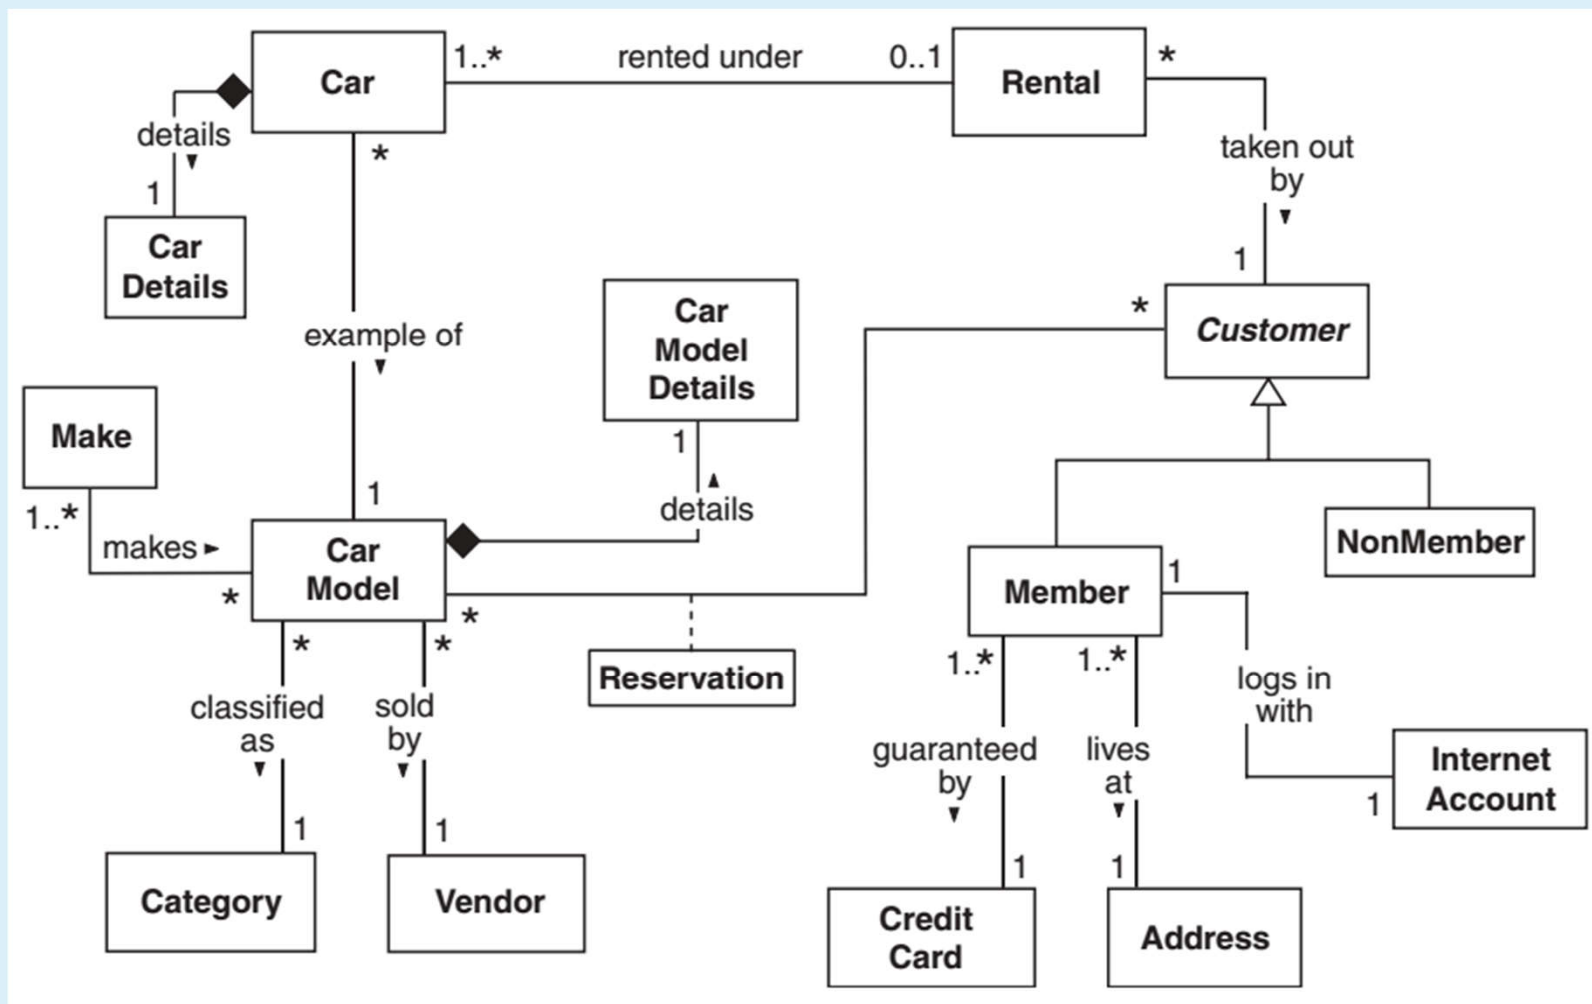 Car
1..*
rented under
0..1
Rental
*
details
▼
1
Car
Details
*
taken out
by
▼
1
example of
▼
Car
Model
Details
1
*
Customer
Make
1..*
makes ►
*
1
details
▲
Car
Model
*
Reservation
Member
1
NonMember
*
classified
as
▼
1
Category
*
sold
by
▼
1
Vendor
1..*
guaranteed
by
▼
1
Credit
Card
1..*
lives
at
▼
1
Address
logs in
with
1
Internet
Account